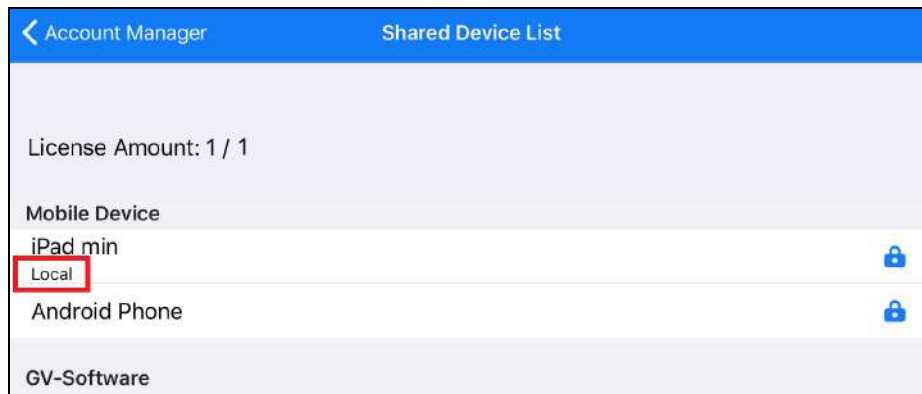 Account Manager Shared Device List
License Amount: 1 / 1
Mobile Device
iPad min
Local
Android Phone
GV-Software